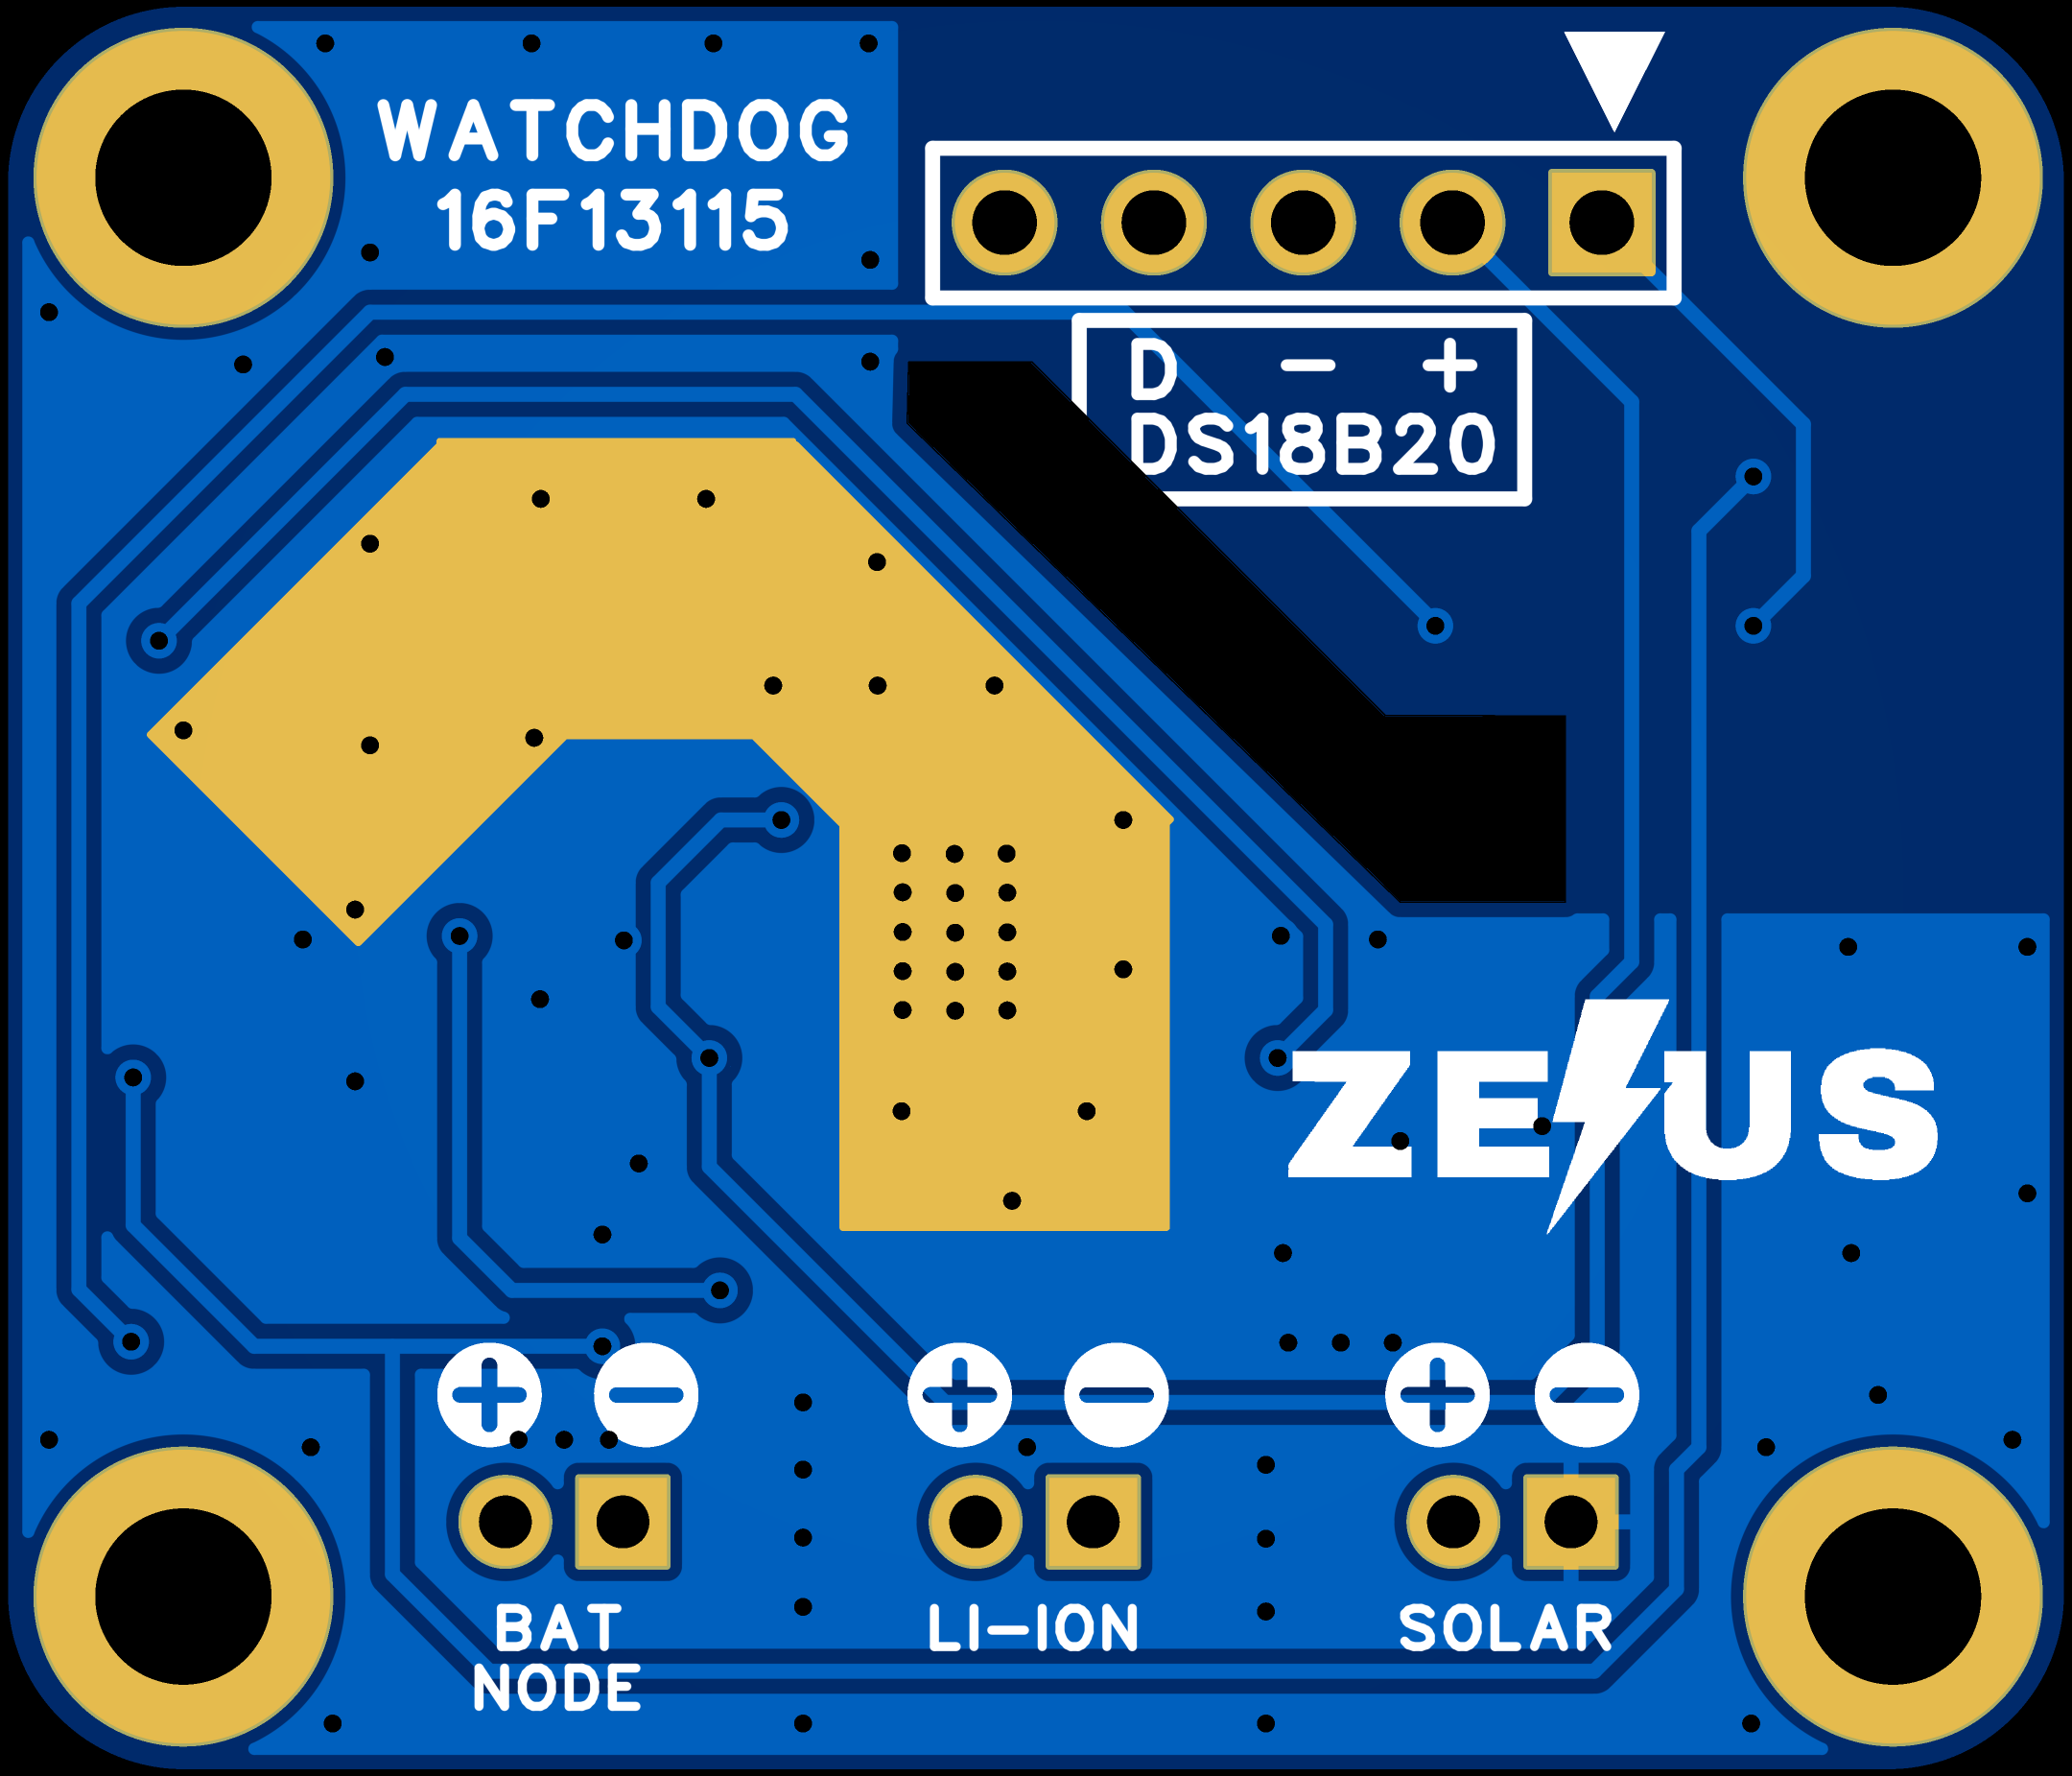 WATCHDOG
16F13115
D - +
DS18B20
ZEUS
+ - + - + -
BAT
NODE
LI-ION
SOLAR